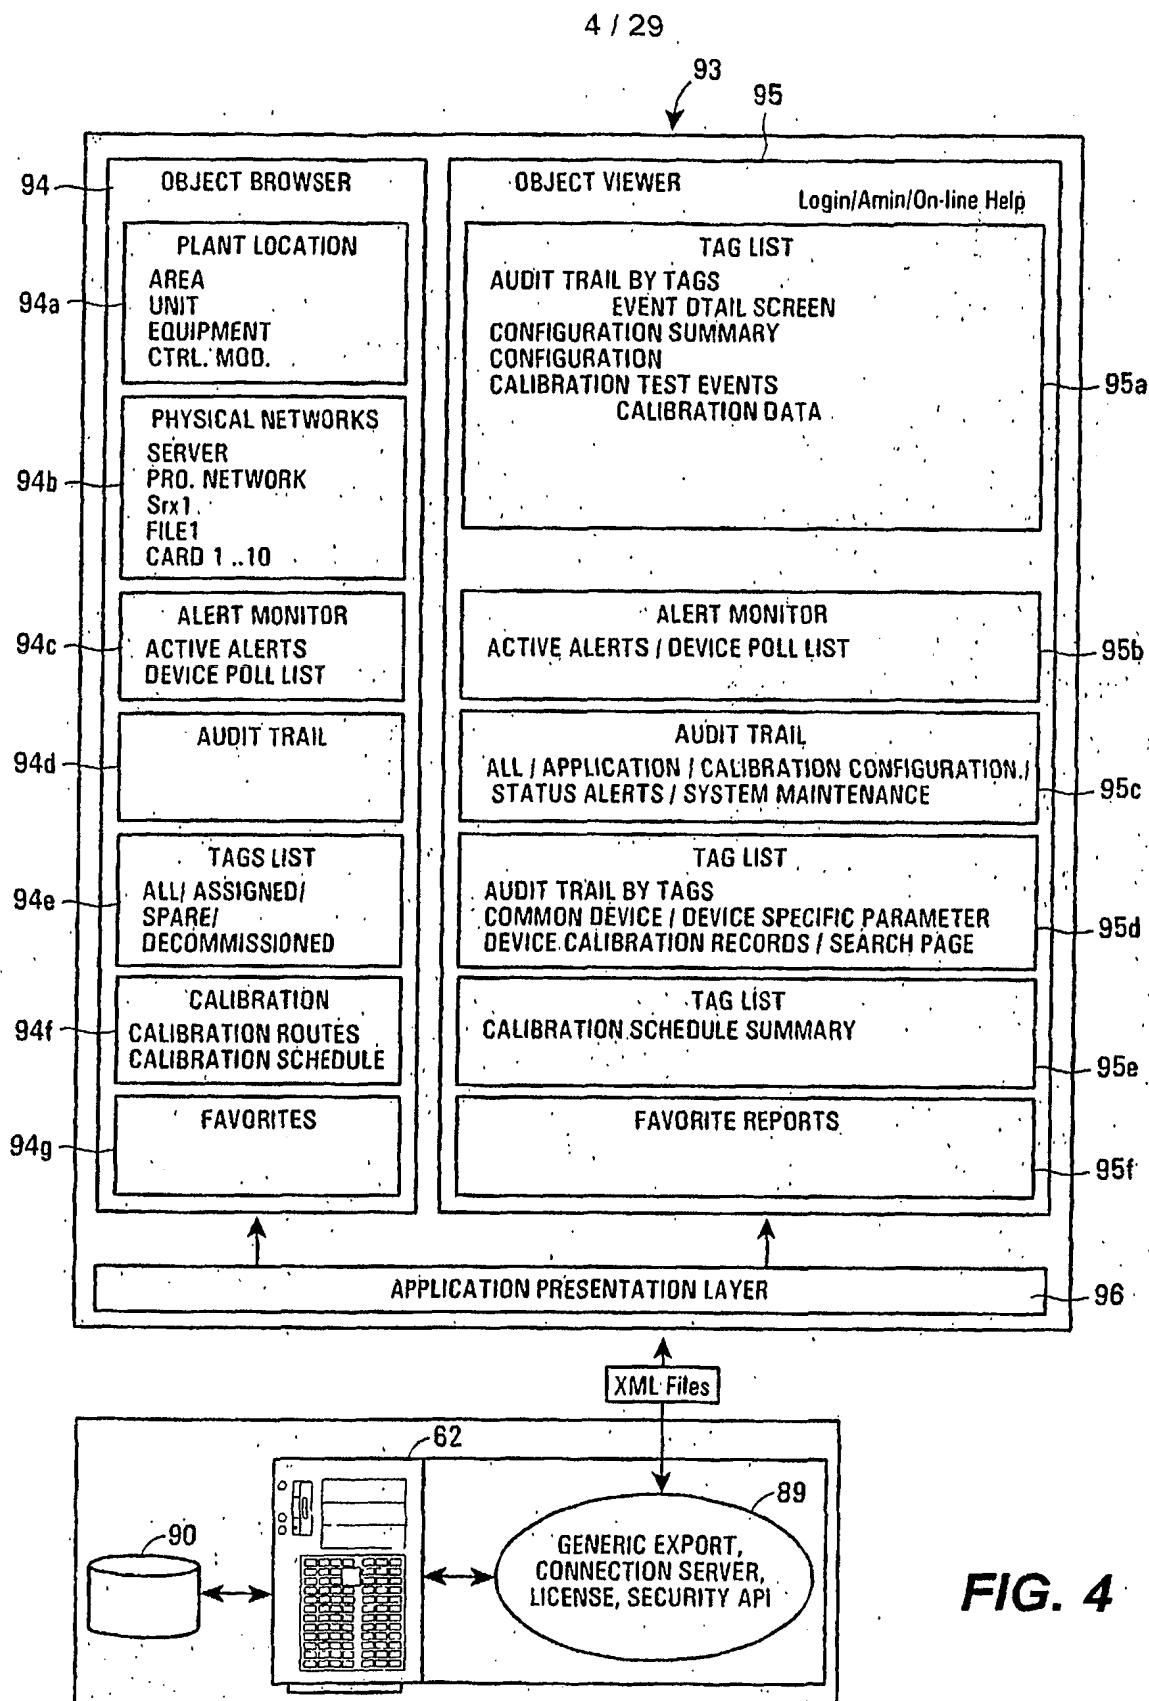 4 / 29
93
95
94
OBJECT BROWSER
94a
PLANT LOCATION
AREA
UNIT
EQUIPMENT
CTRL. MOD.
94b
PHYSICAL NETWORKS
SERVER
PRO. NETWORK
Srx1
FILE1
CARD 1 ..10
94c
ALERT MONITOR
ACTIVE ALERTS
DEVICE POLL LIST
94d
AUDIT TRAIL
94e
TAGS LIST
ALL/ ASSIGNED/
SPARE/
DECOMMISSIONED
94f
CALIBRATION
CALIBRATION ROUTES
CALIBRATION SCHEDULE
94g
FAVORITES
OBJECT VIEWER
Login/Amin/On-line Help
TAG LIST
AUDIT TRAIL BY TAGS
EVENT DTAIL SCREEN
CONFIGURATION SUMMARY
CONFIGURATION
CALIBRATION TEST EVENTS
CALIBRATION DATA
95a
ALERT MONITOR
ACTIVE ALERTS / DEVICE POLL LIST
95b
AUDIT TRAIL
ALL / APPLICATION / CALIBRATION CONFIGURATION /
STATUS ALERTS / SYSTEM MAINTENANCE
95c
TAG LIST
AUDIT TRAIL BY TAGS
COMMON DEVICE / DEVICE SPECIFIC PARAMETER
DEVICE CALIBRATION RECORDS / SEARCH PAGE
95d
TAG LIST
CALIBRATION SCHEDULE SUMMARY
95e
FAVORITE REPORTS
95f
APPLICATION PRESENTATION LAYER
96
XML Files
62
89
90
GENERIC EXPORT,
CONNECTION SERVER,
LICENSE, SECURITY API
FIG. 4